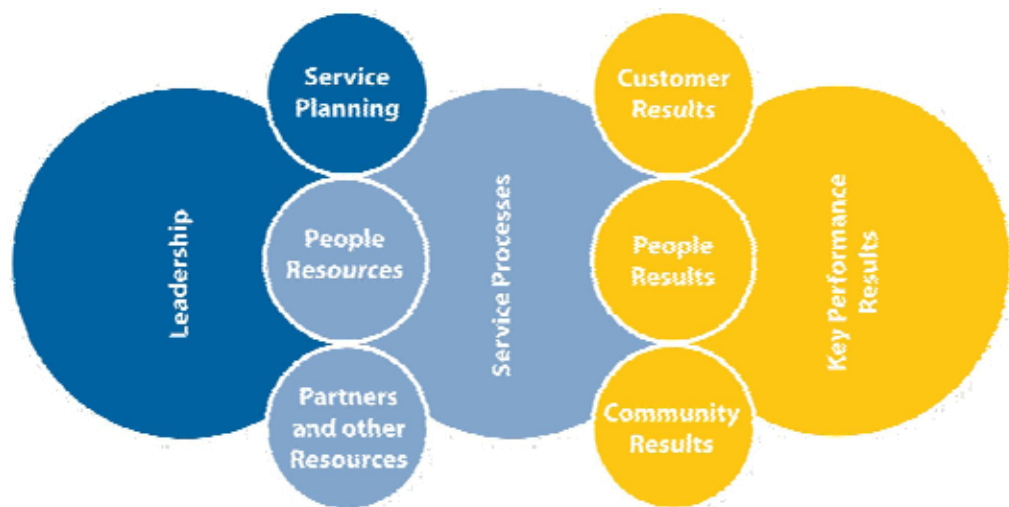 Leadership
Service
Planning
People
Resources
Partners
and other
Resources
Service Processes
Customer
Results
People
Results
Community
Results
Key Performance
Results